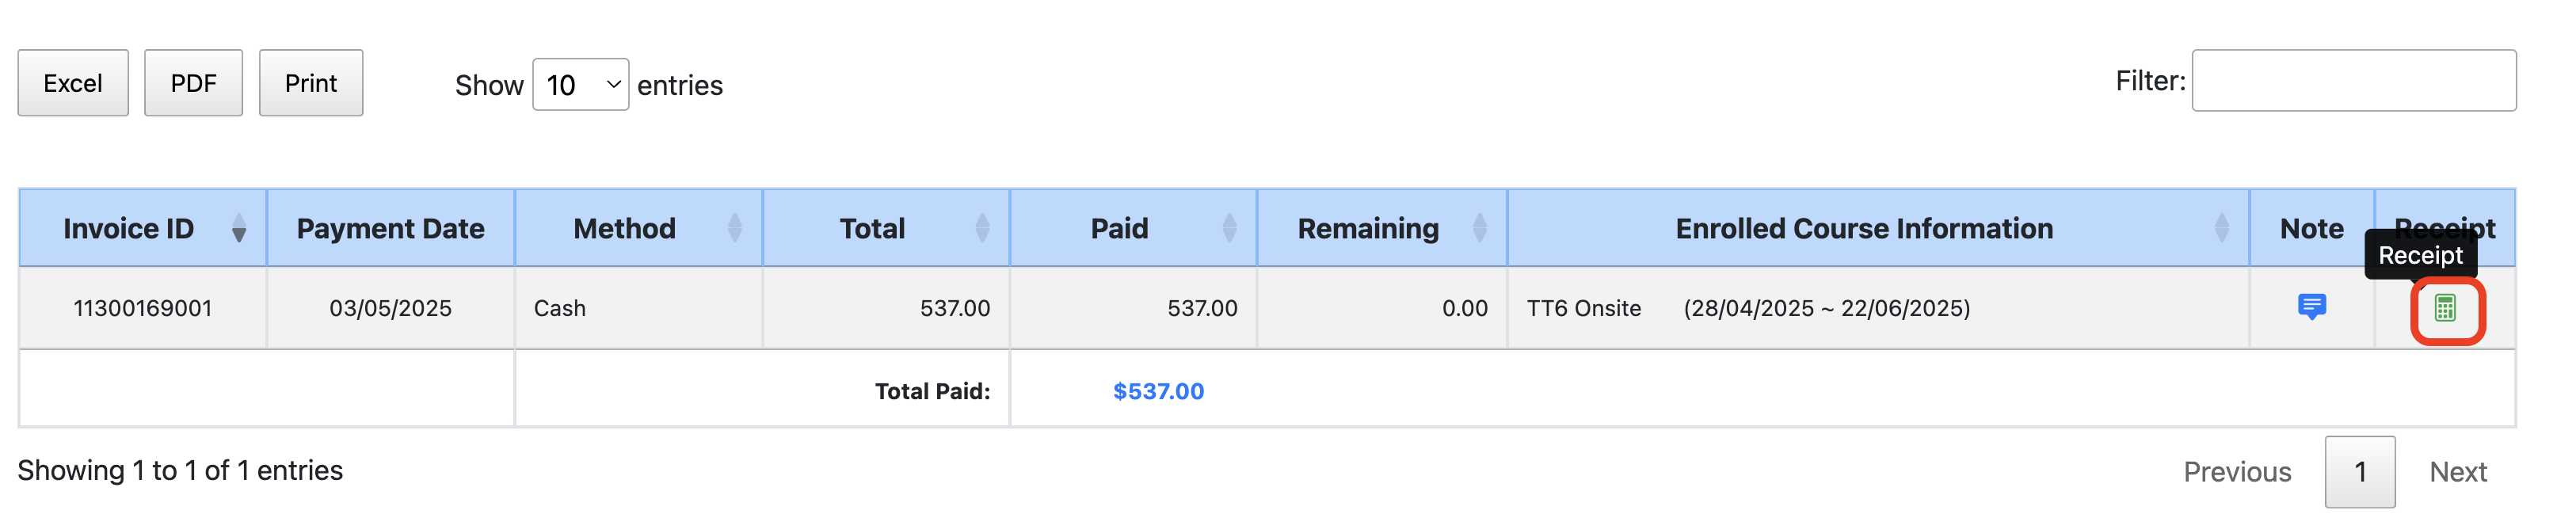 Excel PDF Print Show 10 entries Filter:
Invoice ID Payment Date Method Total Paid Remaining Enrolled Course Information Note Receipt
Receipt
11300169001 03/05/2025 Cash 537.00 537.00 0.00 TT6 Onsite (28/04/2025 ~ 22/06/2025)
Total Paid: $537.00
Showing 1 to 1 of 1 entries Previous 1 Next